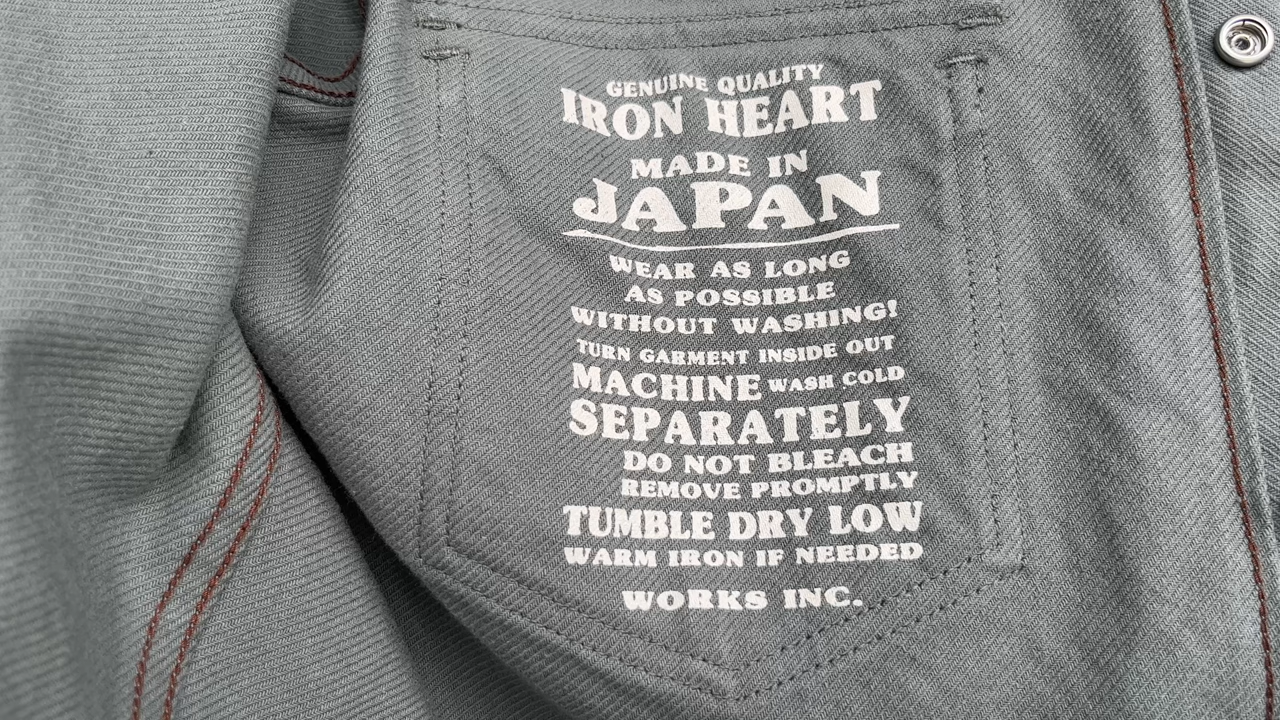 GENUINE QUALITY
IRON HEART
MADE IN
JAPAN
WEAR AS LONG
AS POSSIBLE
WITHOUT WASHING!
TURN GARMENT INSIDE OUT
MACHINE WASH COLD
SEPARATELY
DO NOT BLEACH
REMOVE PROMPTLY
TUMBLE DRY LOW
WARM IRON IF NEEDED
WORKS INC.